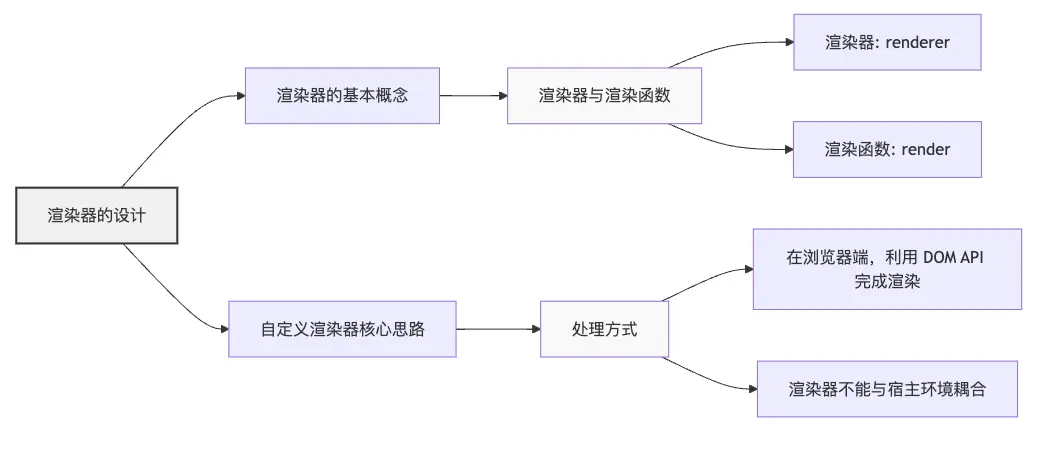 渲染器的设计
渲染器的基本概念
渲染器与渲染函数
渲染器: renderer
渲染函数: render
自定义渲染器核心思路
处理方式
在浏览器端，利用 DOM API
完成渲染
渲染器不能与宿主环境耦合